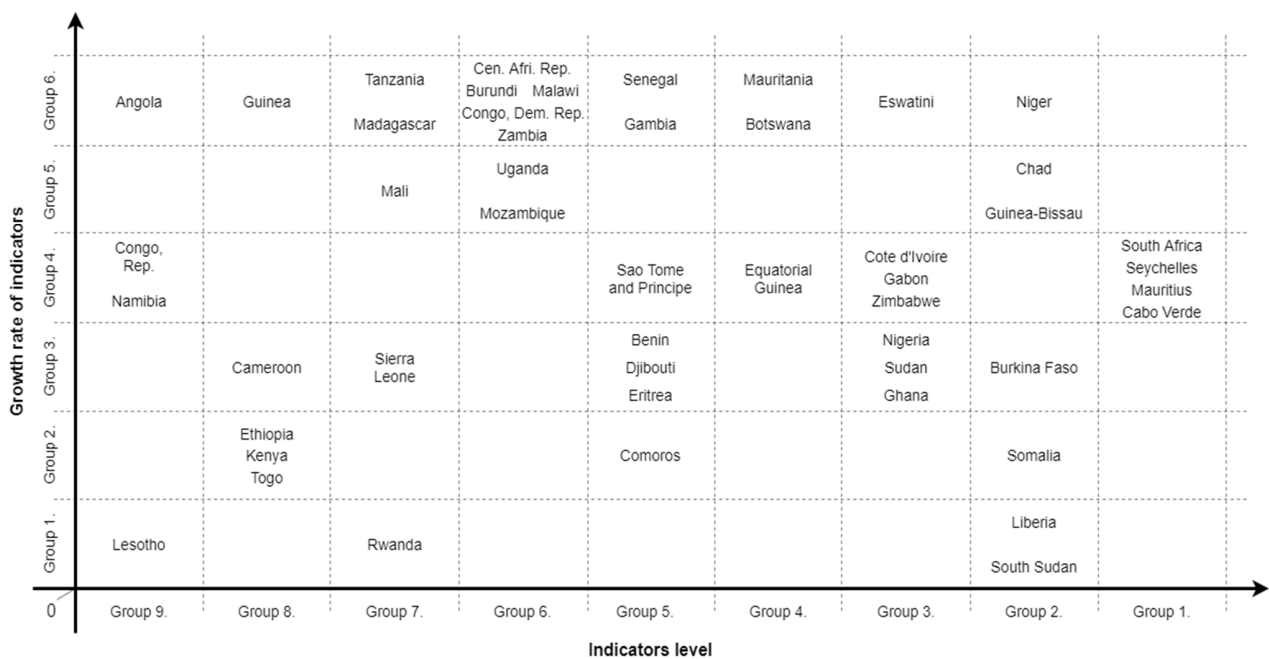 Growth rate of indicators
Group 6.
Angola
Guinea
Tanzania
Madagascar
Cen. Afri. Rep.
Burundi Malawi
Congo, Dem. Rep.
Zambia
Senegal
Gambia
Mauritania
Botswana
Eswatini
Niger
Group 5.
Mali
Uganda
Mozambique
Chad
Guinea-Bissau
Group 4.
Congo,
Rep.
Namibia
Sao Tome
and Principe
Equatorial
Guinea
Cote d'Ivoire
Gabon
Zimbabwe
South Africa
Seychelles
Mauritius
Cabo Verde
Group 3.
Cameroon
Sierra
Leone
Benin
Djibouti
Eritrea
Nigeria
Sudan
Ghana
Burkina Faso
Group 2.
Ethiopia
Kenya
Togo
Comoros
Somalia
Group 1.
Lesotho
Rwanda
Liberia
South Sudan
0
Group 9.
Group 8.
Group 7.
Group 6.
Group 5.
Group 4.
Group 3.
Group 2.
Group 1.
Indicators level